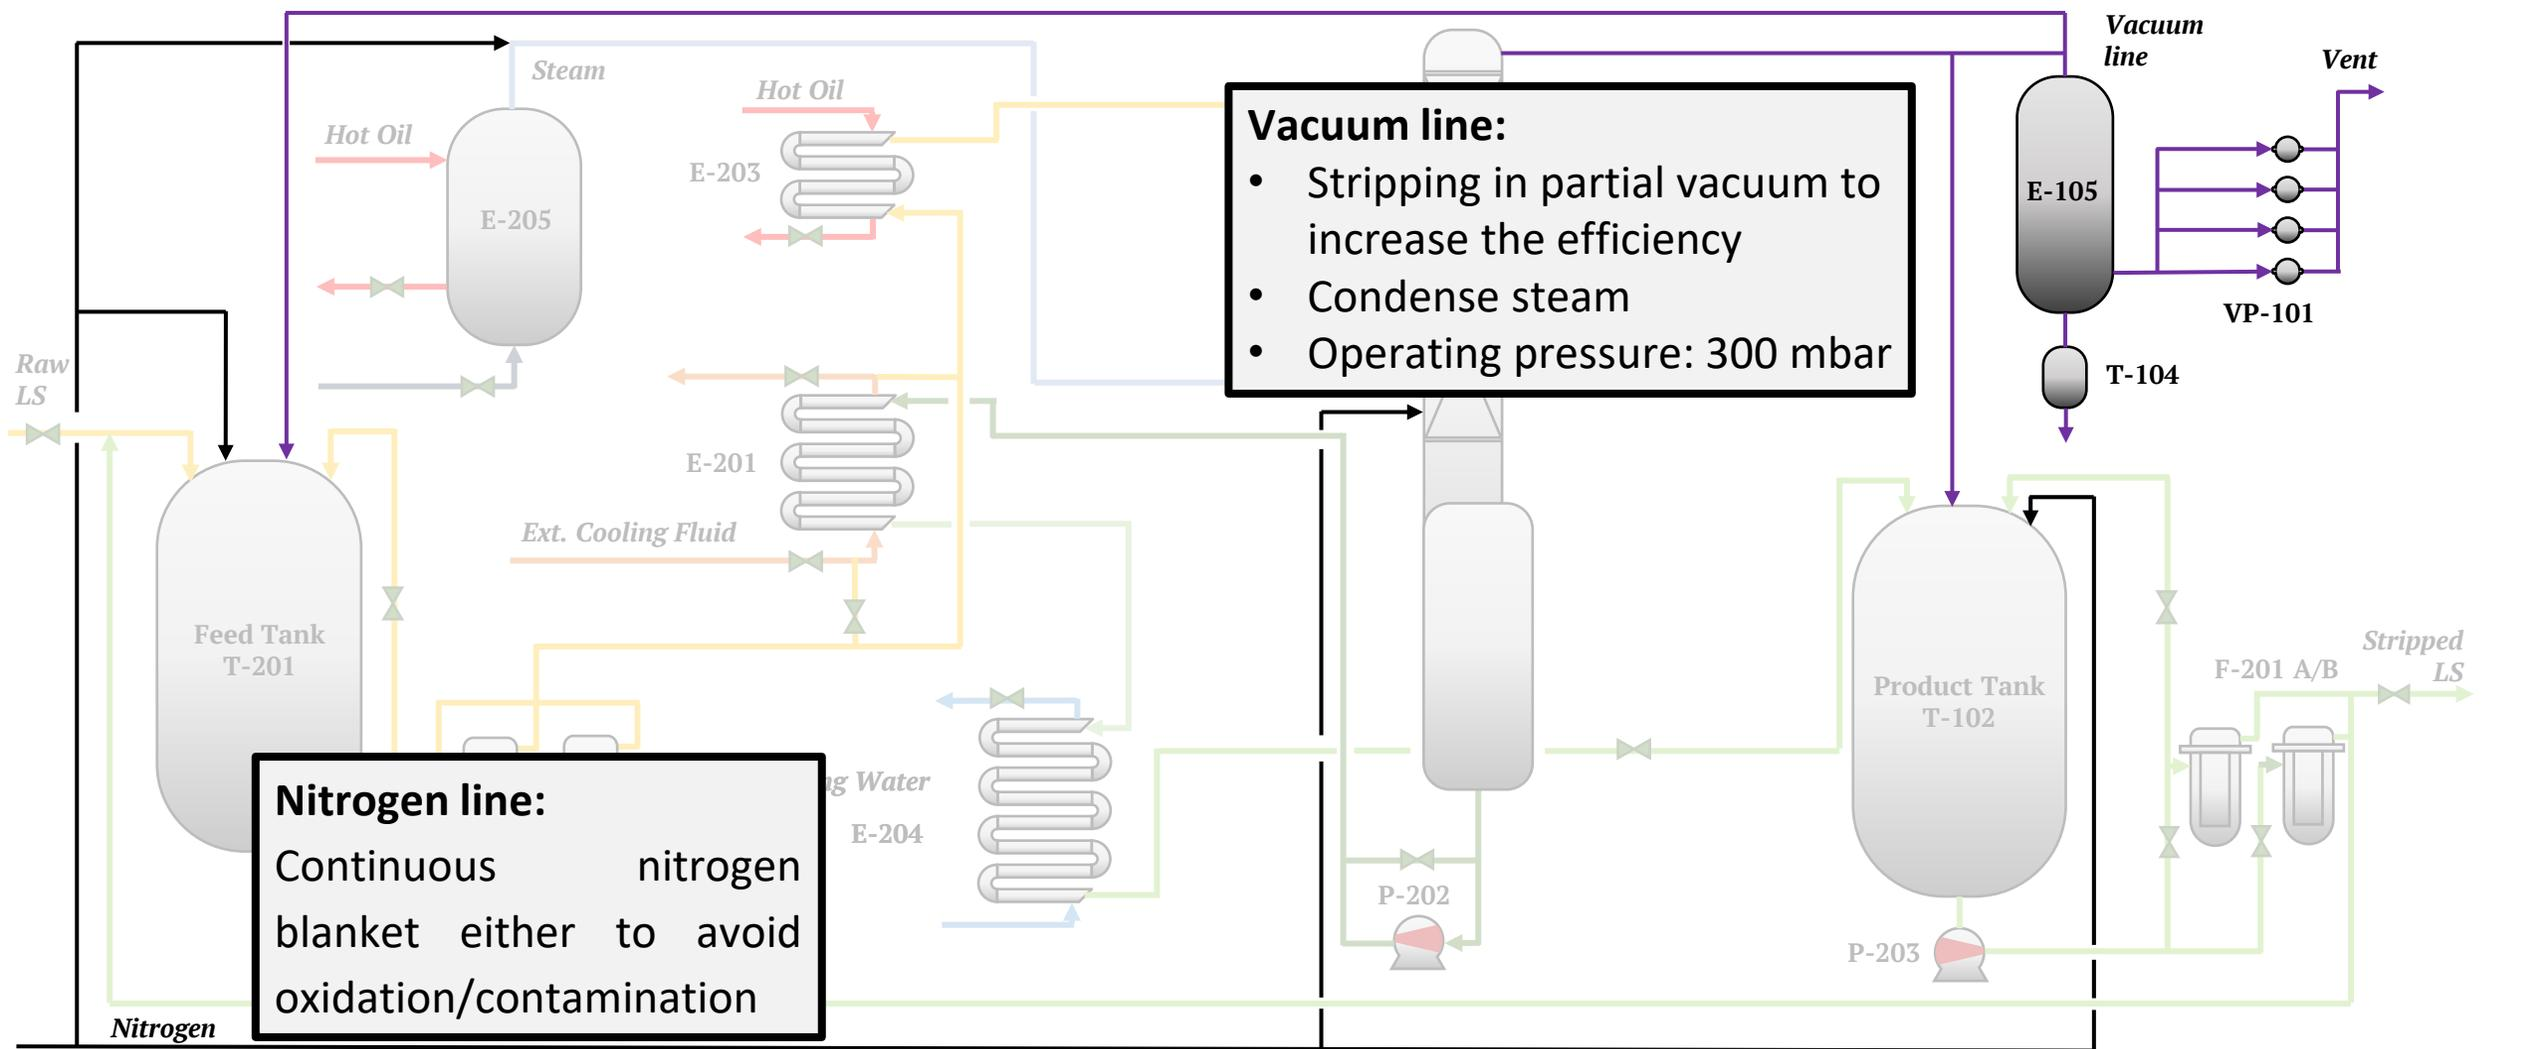 Vacuum
line
Vent
Steam
Hot Oil
Hot Oil
E-203
E-205
Vacuum line:
• Stripping in partial vacuum to
increase the efficiency
• Condense steam
• Operating pressure: 300 mbar
E-105
VP-101
T-104
Raw
LS
E-201
Ext. Cooling Fluid
Feed Tank
T-201
Stripped
LS
F-201 A/B
Product Tank
T-102
Water
E-204
Nitrogen line:
Continuous nitrogen
blanket either to avoid
oxidation/contamination
P-202
P-203
Nitrogen